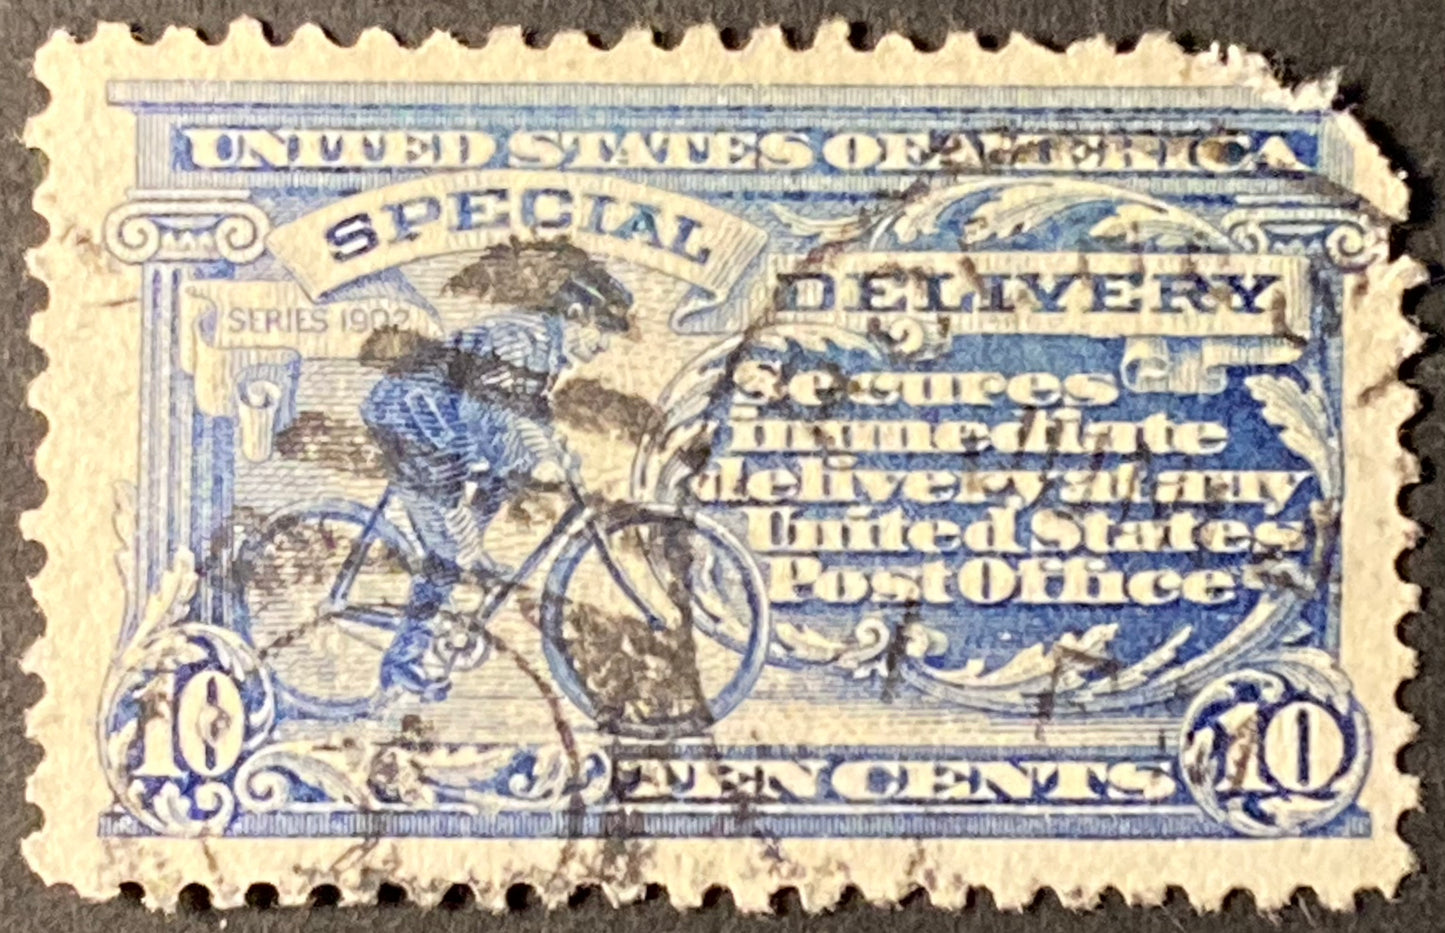 UNITED STATES OF AMERICA
SPECIAL
DELIVERY
SERIES 1902
Secures
immediate
delivery at any
United States
Post Office
10
TEN CENTS
10